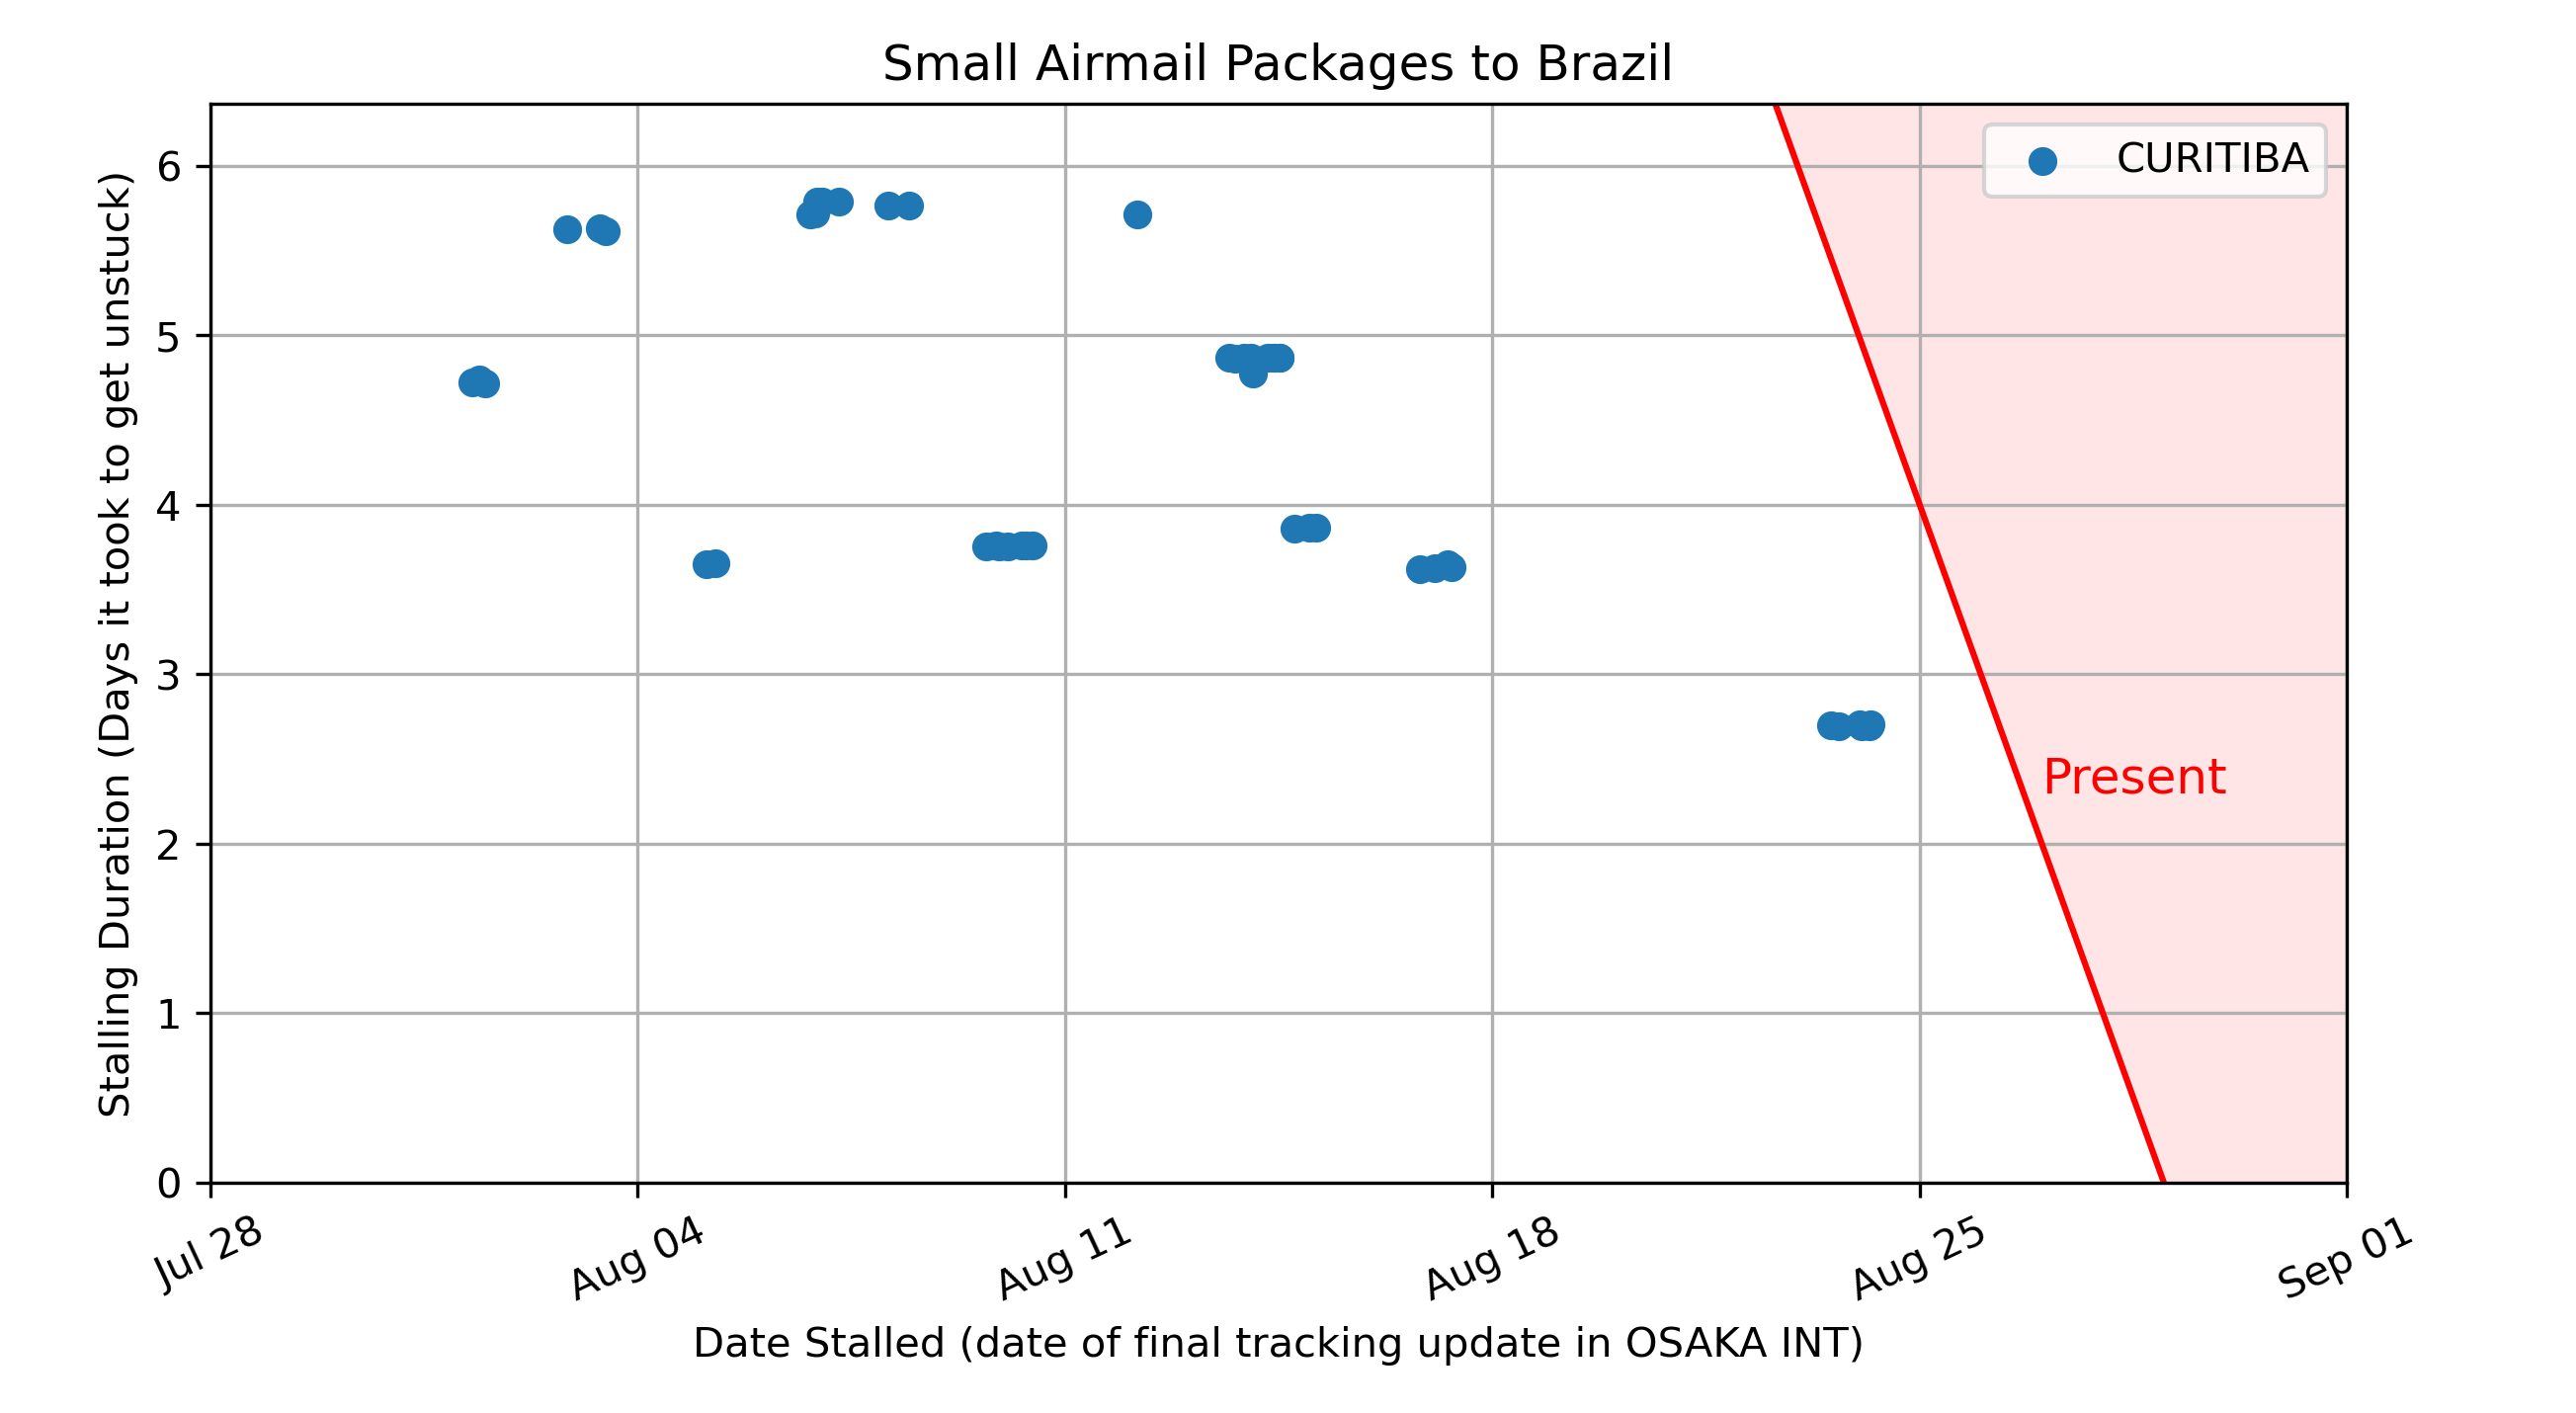 Small Airmail Packages to Brazil
Stalling Duration (Days it took to get unstuck)
6
5
4
3
2
1
0
CURITIBA
Present
Jul 28
Aug 04
Aug 11
Aug 18
Aug 25
Sep 01
Date Stalled (date of final tracking update in OSAKA INT)